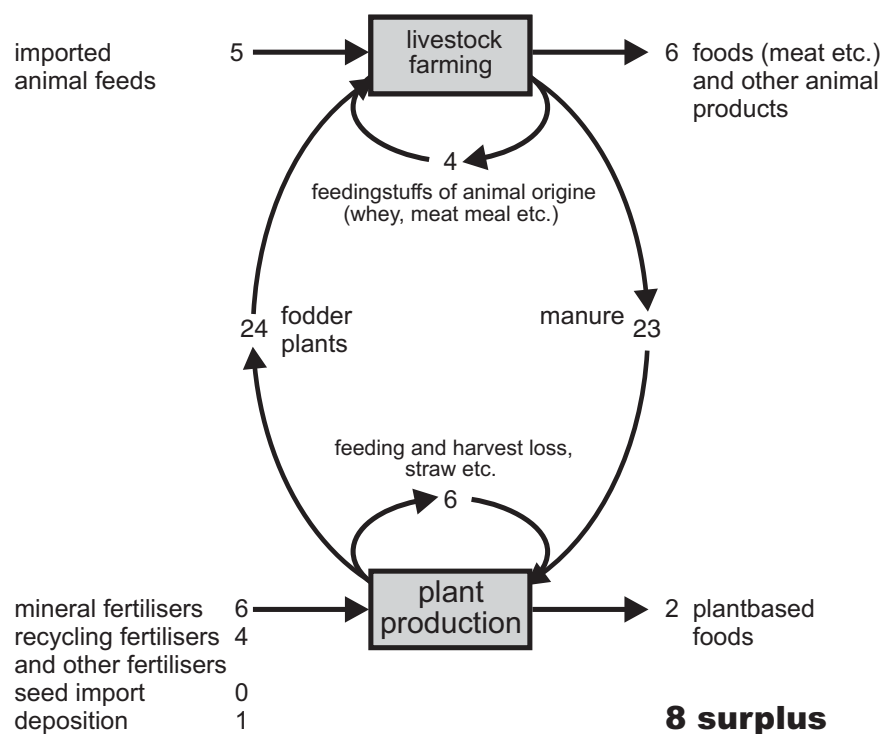 imported
animal feeds
5
livestock
farming
6 foods (meat etc.)
and other animal
products
4
feedingstuffs of animal origine
(whey, meat meal etc.)
24 fodder
plants
manure 23
feeding and harvest loss,
straw etc.
6
mineral fertilisers 6
recycling fertilisers 4
and other fertilisers
seed import 0
deposition 1
plant
production
2 plantbased
foods
8 surplus